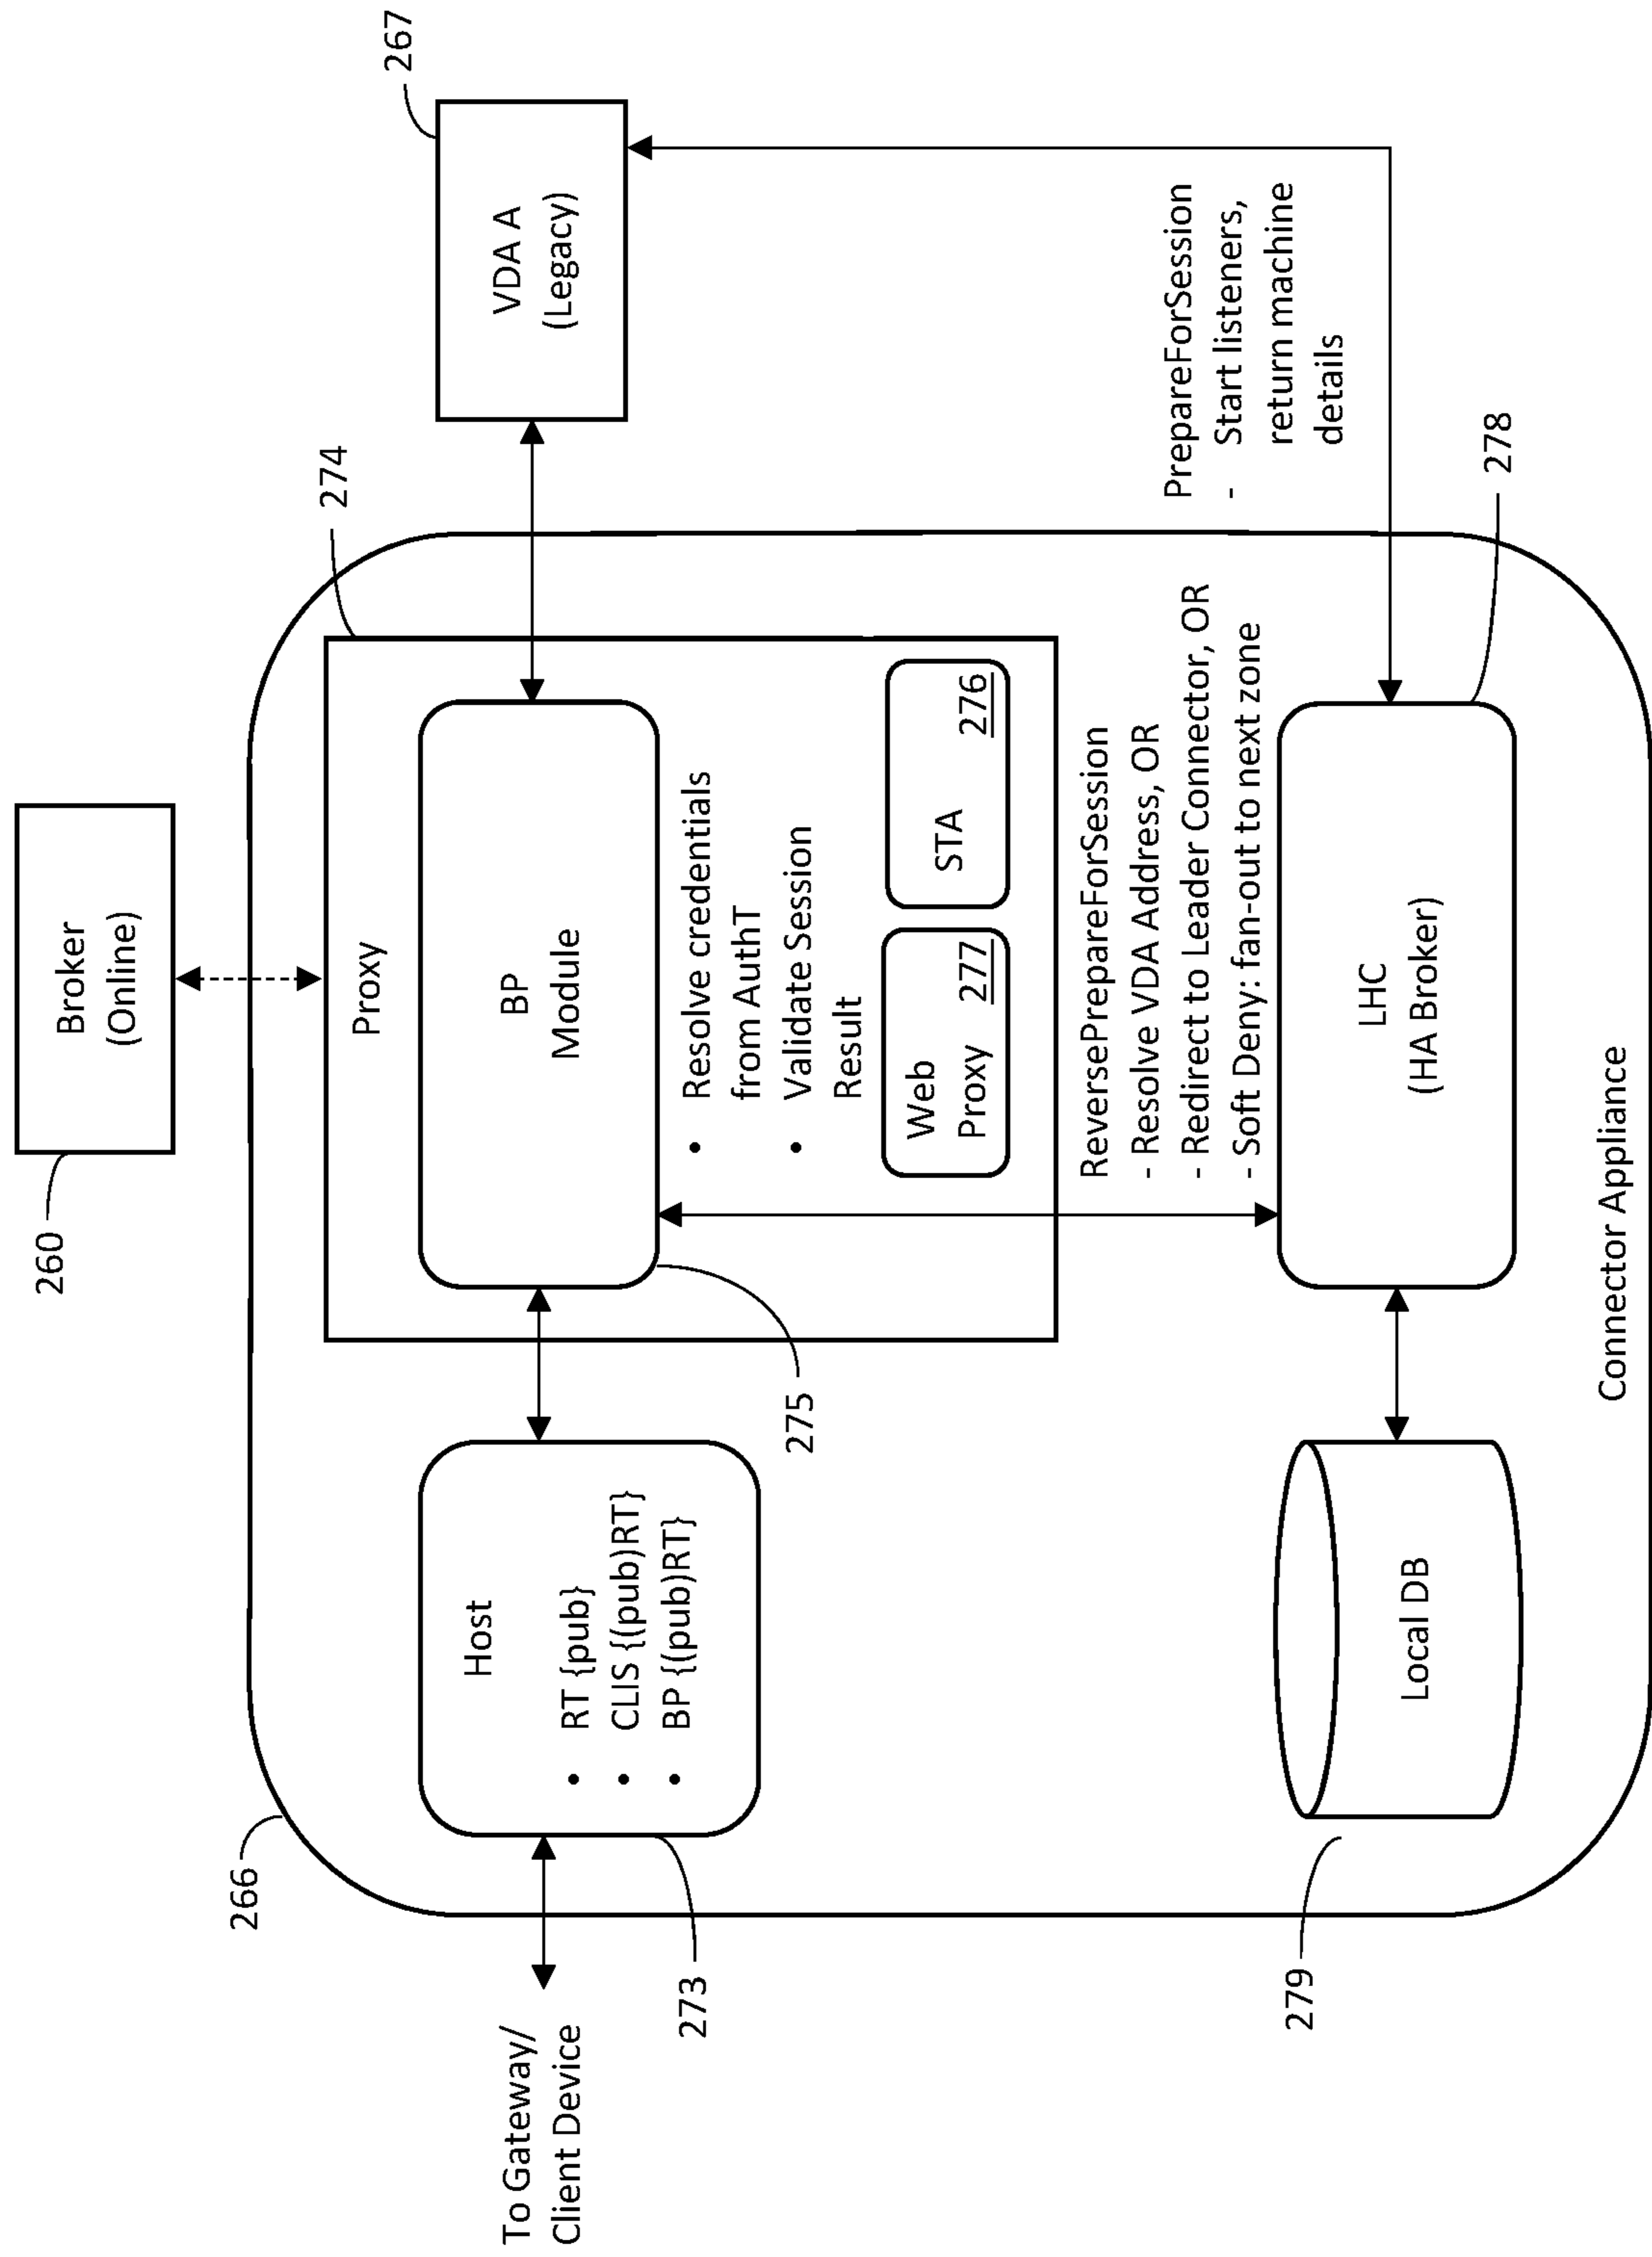 260
Broker
(Online)
266
274
267
Proxy
To Gateway/
Client Device
Host
• RT {pub}
• CLIS {(pub)RT}
• BP {(pub)RT}
273
BP
Module
275
VDA A
(Legacy)
• Resolve credentials
from AuthT
• Validate Session
Result
Web
Proxy 277
STA 276
ReversePrepareForSession
- Resolve VDA Address, OR
- Redirect to Leader Connector, OR
- Soft Deny: fan-out to next zone
PrepareForSession
- Start listeners,
return machine
details
279
Local DB
LHC
(HA Broker)
278
Connector Appliance